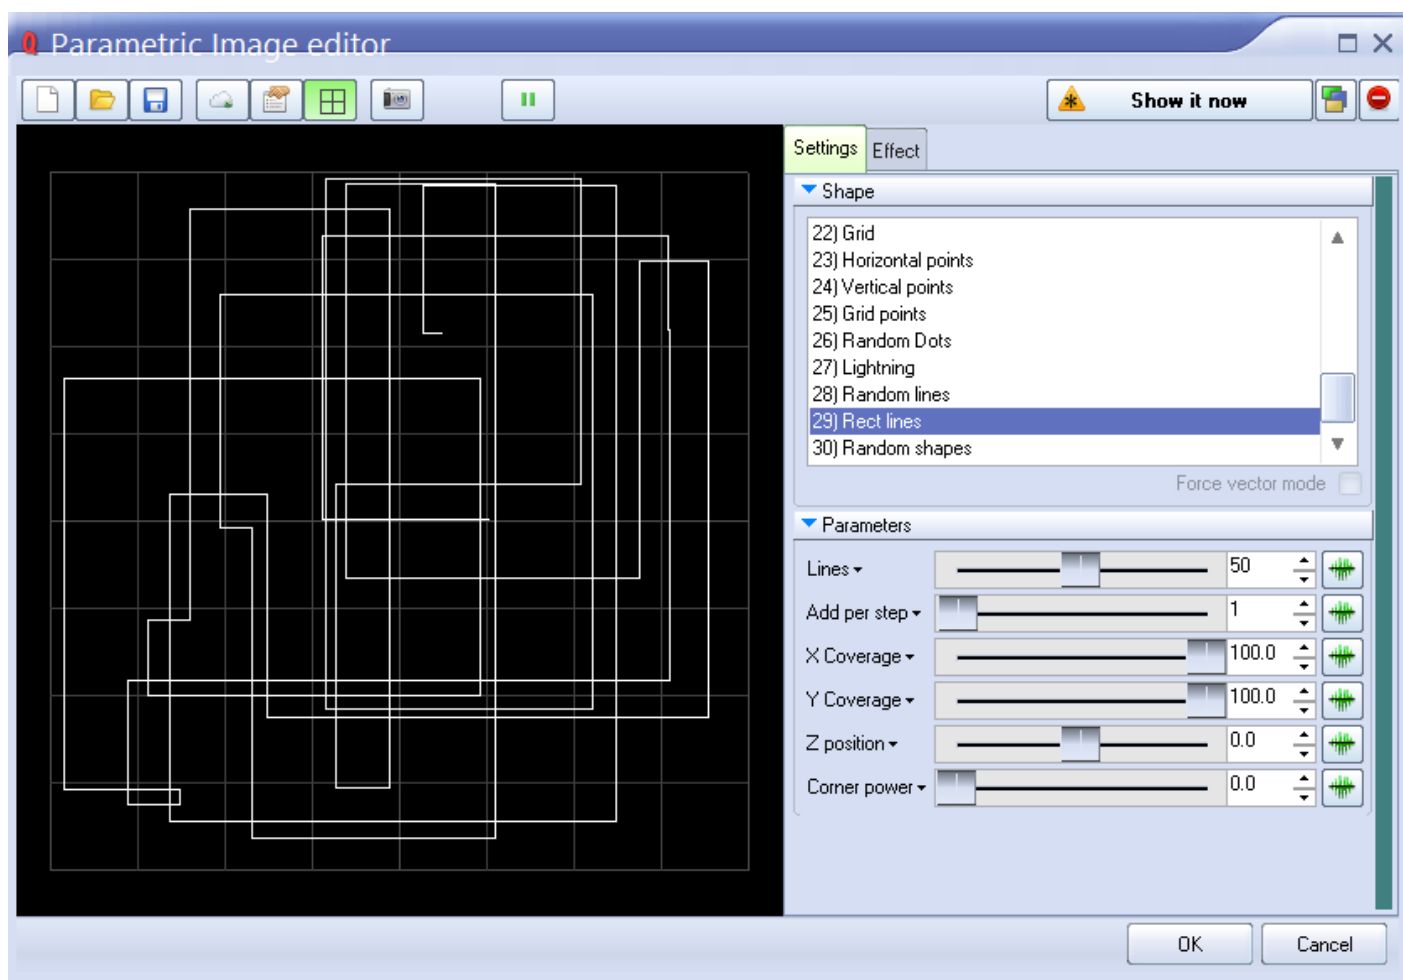 Parametric Image editor
Show it now
Settings
Effect
Shape
22) Grid
23) Horizontal points
24) Vertical points
25) Grid points
26) Random Dots
27) Lightning
28) Random lines
29) Rect lines
30) Random shapes
Force vector mode
Parameters
Lines 50
Add per step 1
X Coverage 100.0
Y Coverage 100.0
Z position 0.0
Corner power 0.0
OK
Cancel